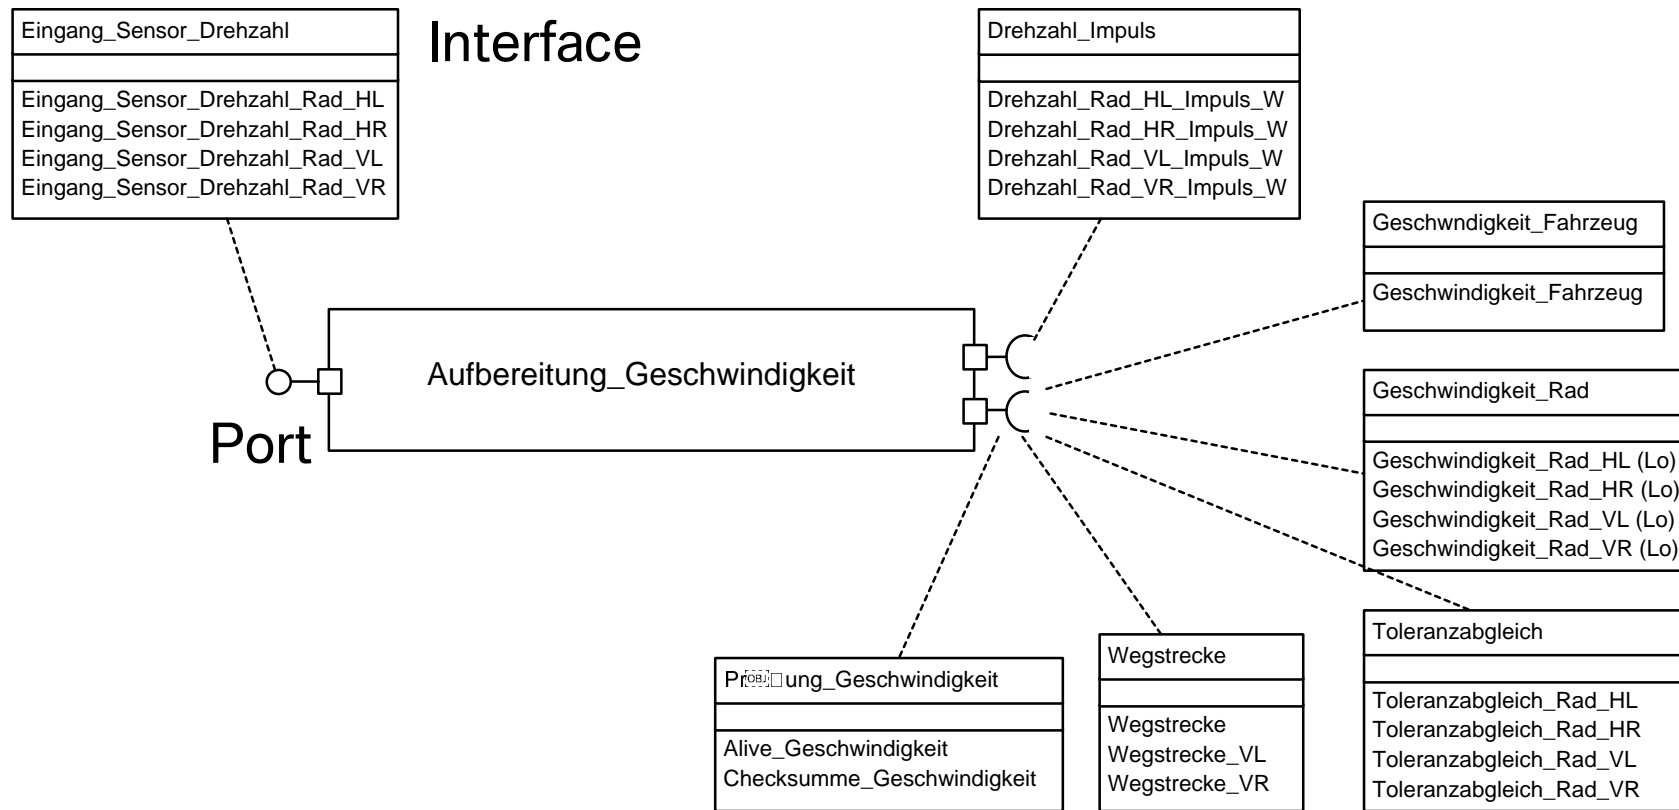 Eingang_Sensor_Drehzahl
Eingang_Sensor_Drehzahl_Rad_HL
Eingang_Sensor_Drehzahl_Rad_HR
Eingang_Sensor_Drehzahl_Rad_VL
Eingang_Sensor_Drehzahl_Rad_VR
Interface
Drehzahl_Impuls
Drehzahl_Rad_HL_Impuls_W
Drehzahl_Rad_HR_Impuls_W
Drehzahl_Rad_VL_Impuls_W
Drehzahl_Rad_VR_Impuls_W
Geschwndigkeit_Fahrzeug
Geschwindigkeit_Fahrzeug
Aufbereitung_Geschwindigkeit
Port
Geschwindigkeit_Rad
Geschwindigkeit_Rad_HL (Lo)
Geschwindigkeit_Rad_HR (Lo)
Geschwindigkeit_Rad_VL (Lo)
Geschwindigkeit_Rad_VR (Lo)
Alive_Geschwindigkeit
Checksumme_Geschwindigkeit
Wegstrecke
Wegstrecke
Wegstrecke_VL
Wegstrecke_VR
Toleranzabgleich
Toleranzabgleich_Rad_HL
Toleranzabgleich_Rad_HR
Toleranzabgleich_Rad_VL
Toleranzabgleich_Rad_VR